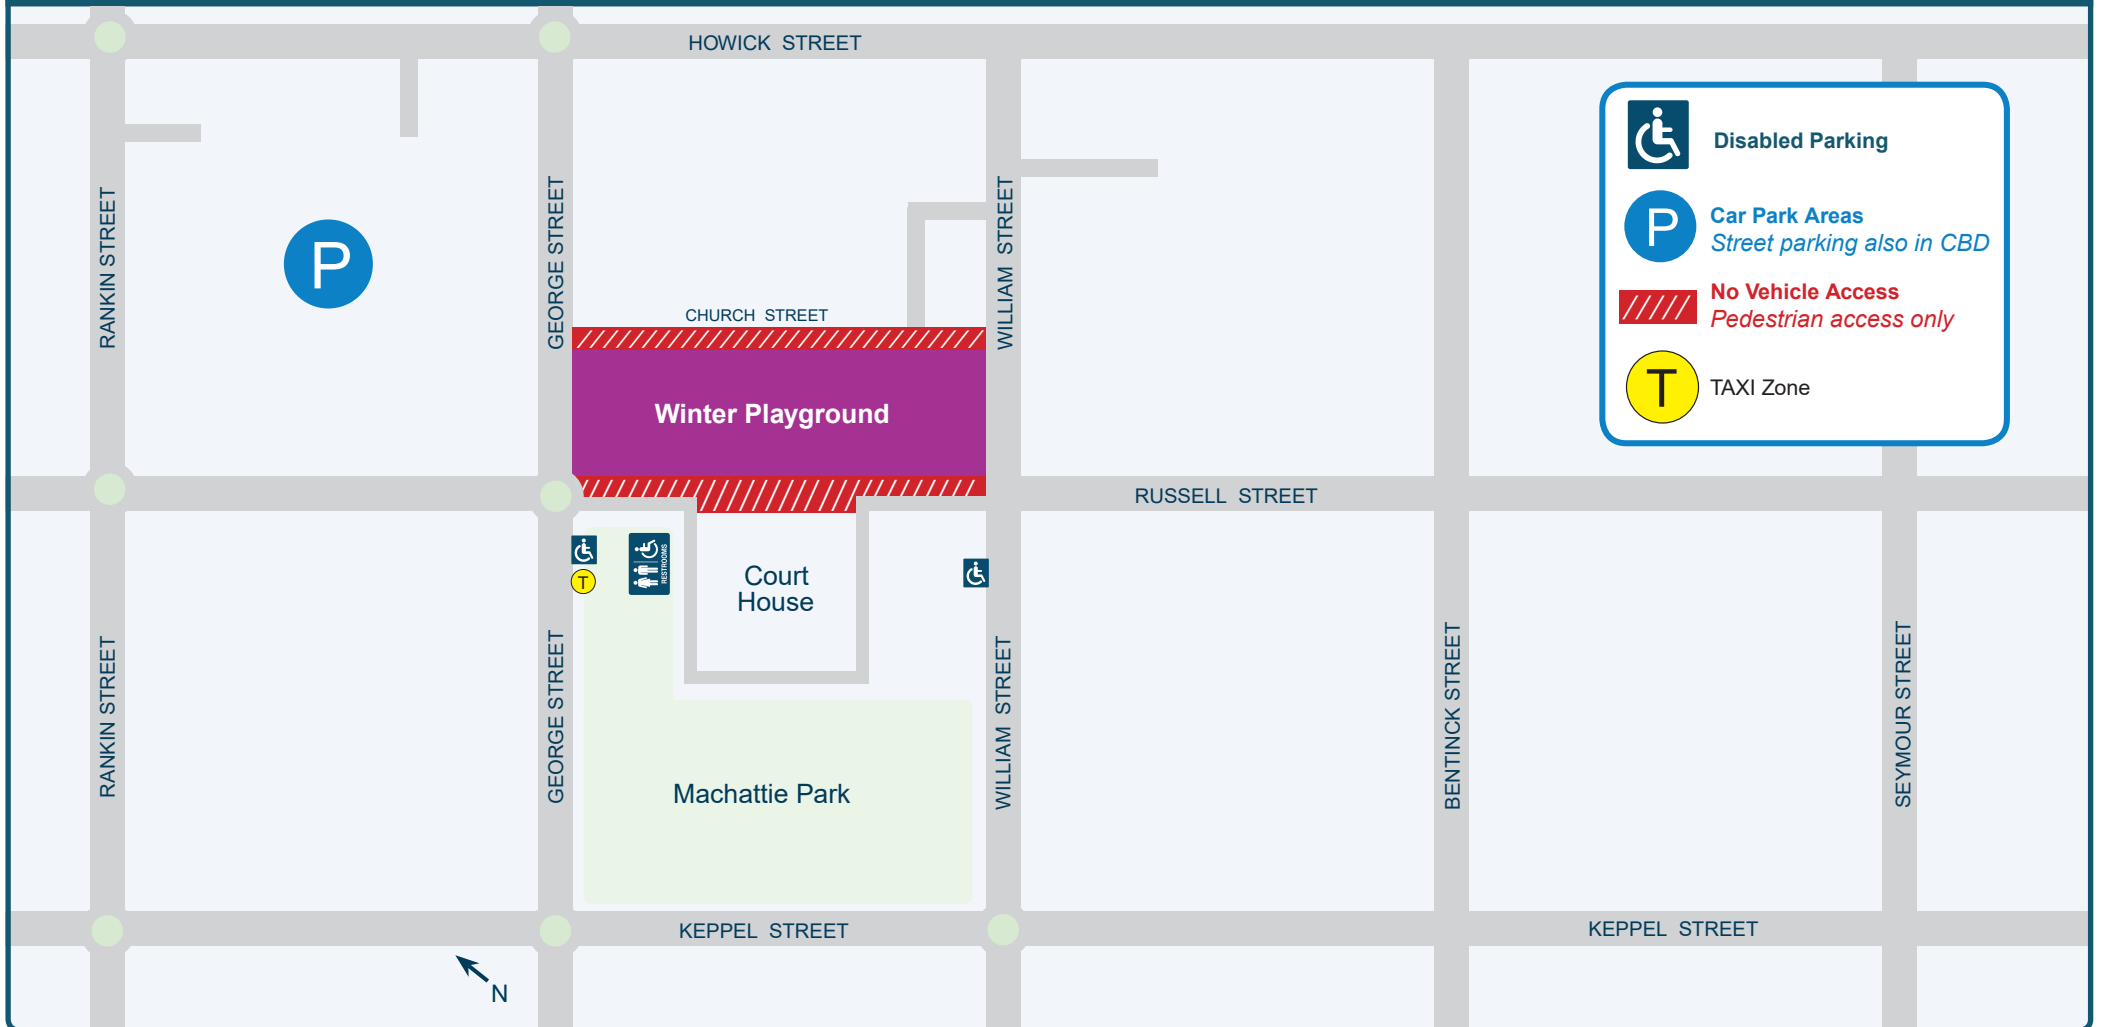 HOWICK STREET
Disabled Parking
P
Car Park Areas
Street parking also in CBD
No Vehicle Access
Pedestrian access only
T
TAXI Zone
RANKIN STREET
P
GEORGE STREET
WILLIAM STREET
CHURCH STREET
Winter Playground
RUSSELL STREET
RESTROOMS
T
Court
House
RANKIN STREET
GEORGE STREET
WILLIAM STREET
BENTINCK STREET
SEYMOUR STREET
Machattie Park
KEPPEL STREET
KEPPEL STREET
N